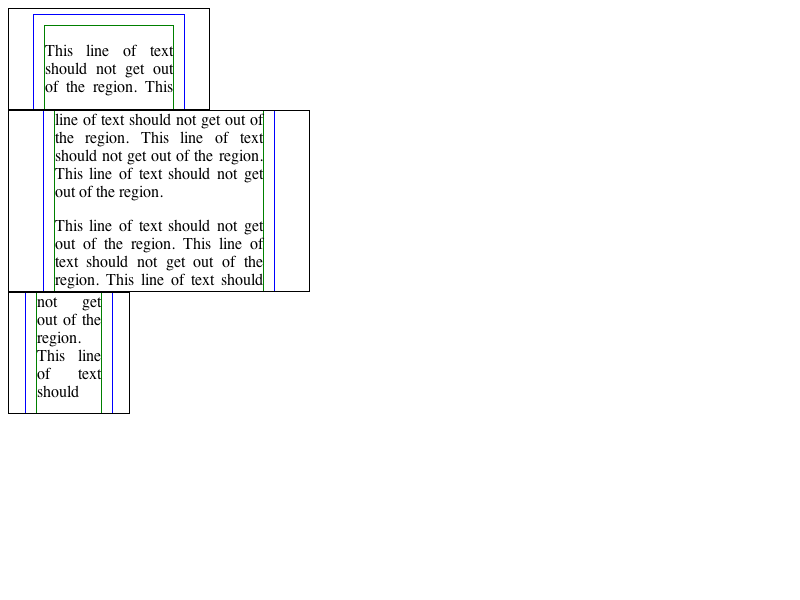 This line of text
should not get out
of the region. This
line of text should not get out of
the region. This line of text
should not get out of the region.
This line of text should not get
out of the region.
This line of text should not get
out of the region. This line of
text should not get out of the
region. This line of text should
not get
out of the
region.
This line
of text
should